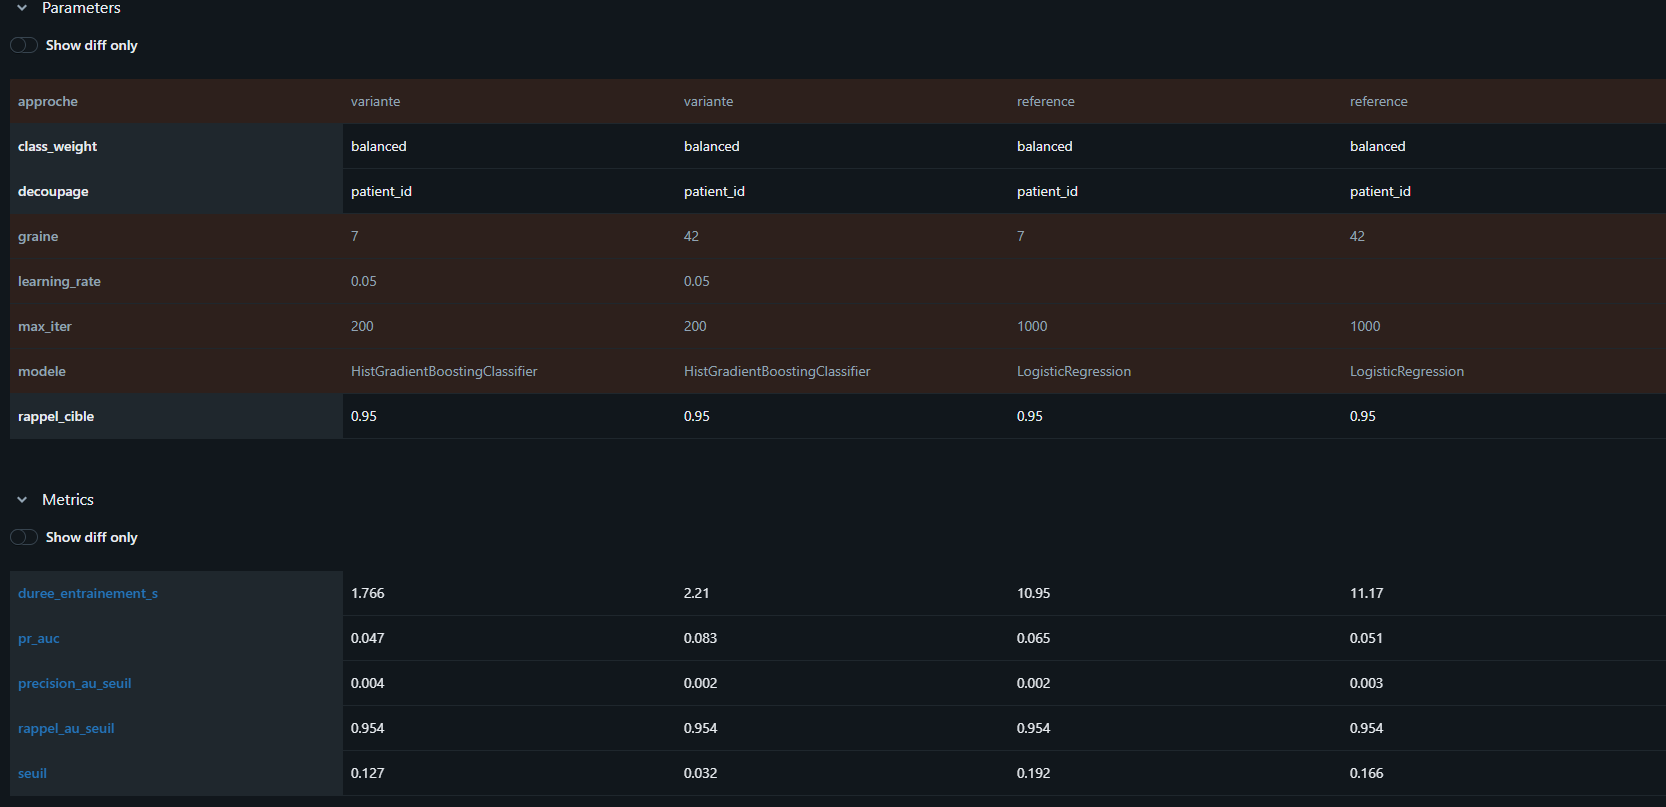 Parameters
Show diff only
approche variante variante reference reference
class_weight balanced balanced balanced balanced
decoupage patient_id patient_id patient_id patient_id
graine 7 42 7 42
learning_rate 0.05 0.05
max_iter 200 200 1000 1000
modele HistGradientBoostingClassifier HistGradientBoostingClassifier LogisticRegression LogisticRegression
rappel_cible 0.95 0.95 0.95 0.95
Metrics
Show diff only
duree_entrainement_s 1.766 2.21 10.95 11.17
pr_auc 0.047 0.083 0.065 0.051
precision_au_seuil 0.004 0.002 0.002 0.003
rappel_au_seuil 0.954 0.954 0.954 0.954
seuil 0.127 0.032 0.192 0.166